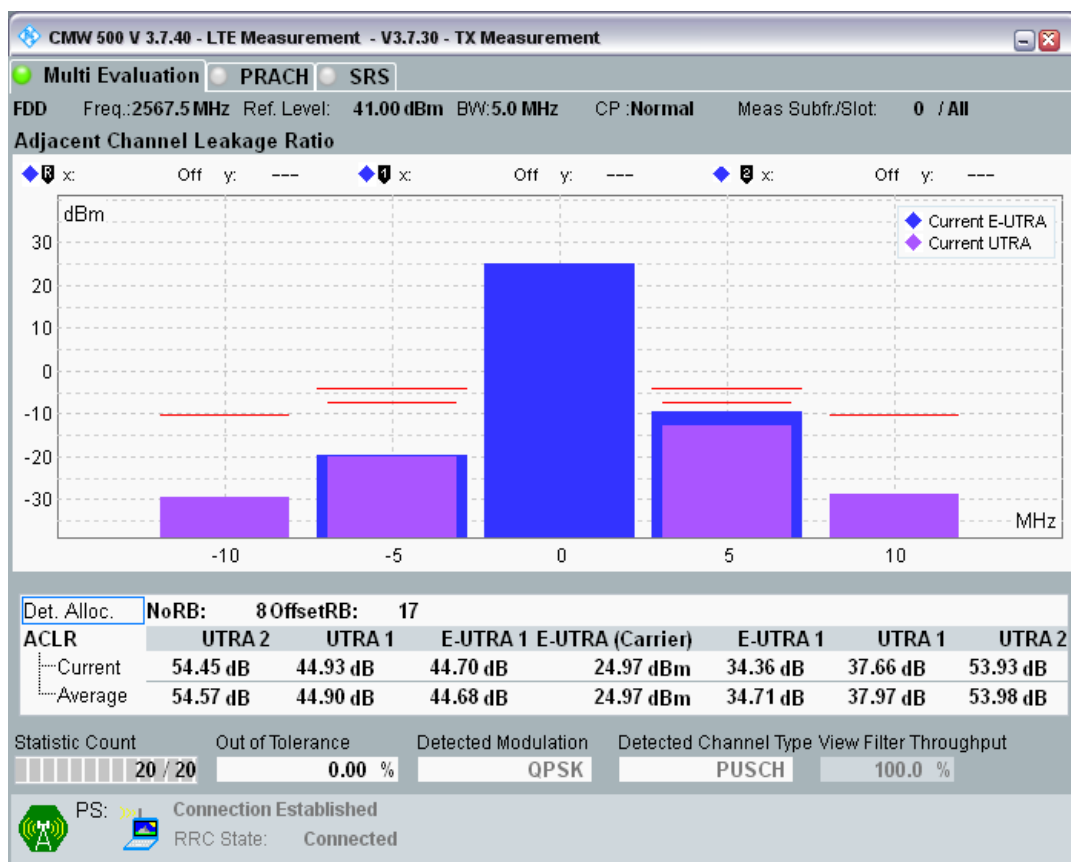 CMW 500 V 3.7.40 - LTE Measurement - V3.7.30 - TX Measurement
Multi Evaluation PRACH SRS
FDD Freq.:2567.5 MHz Ref. Level: 41.00 dBm BW:5.0 MHz CP :Normal Meas Subfr./Slot: 0 / All
Adjacent Channel Leakage Ratio
R x: Off y: --- 1 x: Off y: --- 2 x: Off y: ---
dBm
Current E-UTRA
Current UTRA
30
20
10
0
-10
-20
-30
MHz
-10 -5 0 5 10
Det. Alloc. NoRB: 8 OffsetRB: 17
ACLR UTRA 2 UTRA 1 E-UTRA 1 E-UTRA (Carrier) E-UTRA 1 UTRA 1 UTRA 2
Current 54.45 dB 44.93 dB 44.70 dB 24.97 dBm 34.36 dB 37.66 dB 53.93 dB
Average 54.57 dB 44.90 dB 44.68 dB 24.97 dBm 34.71 dB 37.97 dB 53.98 dB
Statistic Count Out of Tolerance Detected Modulation Detected Channel Type View Filter Throughput
20 / 20 0.00 % QPSK PUSCH 100.0 %
PS: Connection Established
RRC State: Connected